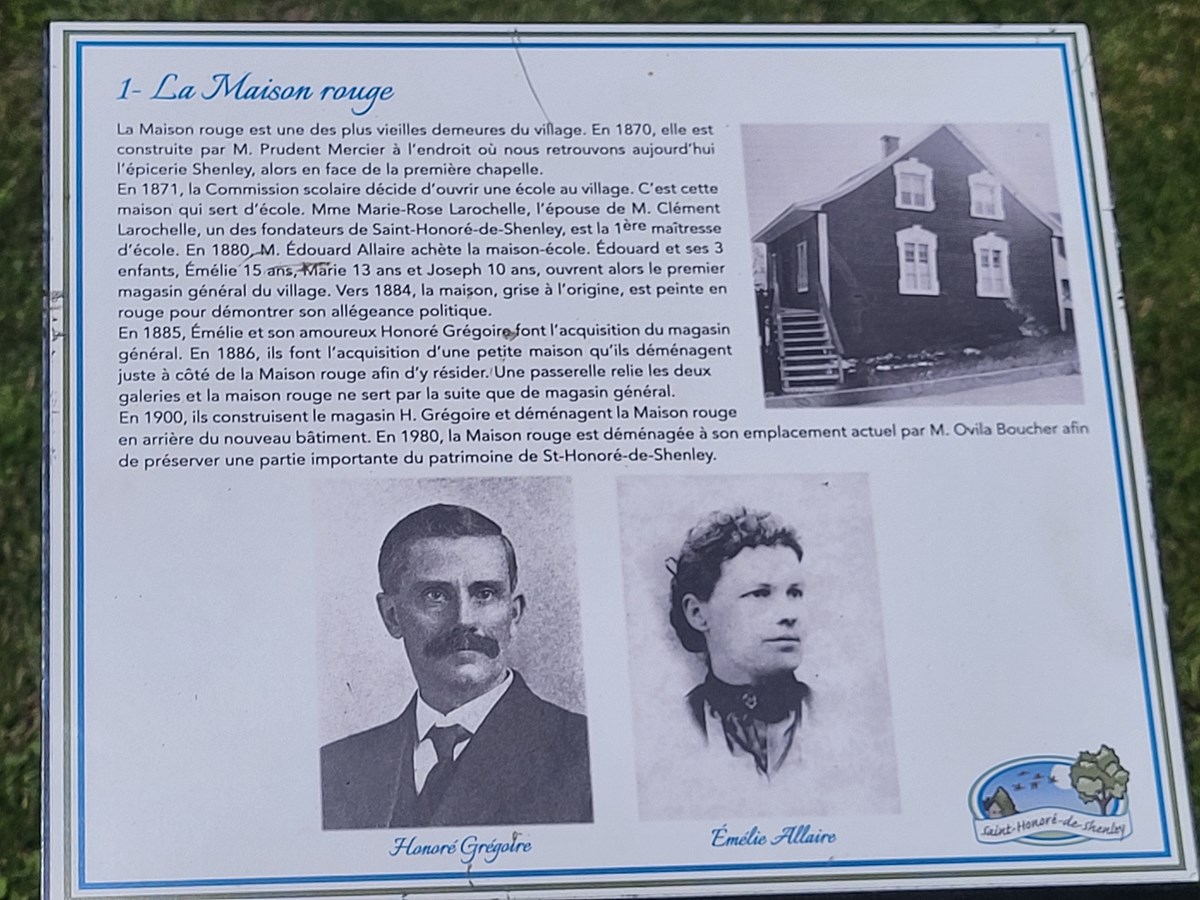 1- La Maison rouge
La Maison rouge est une des plus vieilles demeures du village. En 1870, elle est
construite par M. Prudent Mercier à l'endroit où nous retrouvons aujourd'hui
l'épicerie Shenley, alors en face de la première chapelle.
En 1871, la Commission scolaire décide d'ouvrir une école au village. C'est cette
maison qui sert d'école. Mme Marie-Rose Larochelle, l'épouse de M. Clément
Larochelle, un des fondateurs de Saint-Honoré-de-Shenley, est la 1ère maîtresse
d'école. En 1880, M. Édouard Allaire achète la maison-école. Édouard et ses 3
enfants, Émélie 15 ans, Marie 13 ans et Joseph 10 ans, ouvrent alors le premier
magasin général du village. Vers 1884, la maison, grise à l'origine, est peinte en
rouge pour démontrer son allégeance politique.
En 1885, Émélie et son amoureux Honoré Grégoire font l'acquisition du magasin
général. En 1886, ils font l'acquisition d'une petite maison qu'ils déménagent
juste à côté de la Maison rouge afin d'y résider. Une passerelle relie les deux
galeries et la maison rouge ne sert par la suite que de magasin général.
En 1900, ils construisent le magasin H. Grégoire et déménagent la Maison rouge
en arrière du nouveau bâtiment. En 1980, la Maison rouge est déménagée à son emplacement actuel par M. Ovila Boucher afin
de préserver une partie importante du patrimoine de St-Honoré-de-Shenley.
Honoré Grégoire
Émélie Allaire
Saint-Honoré-de-Shenley